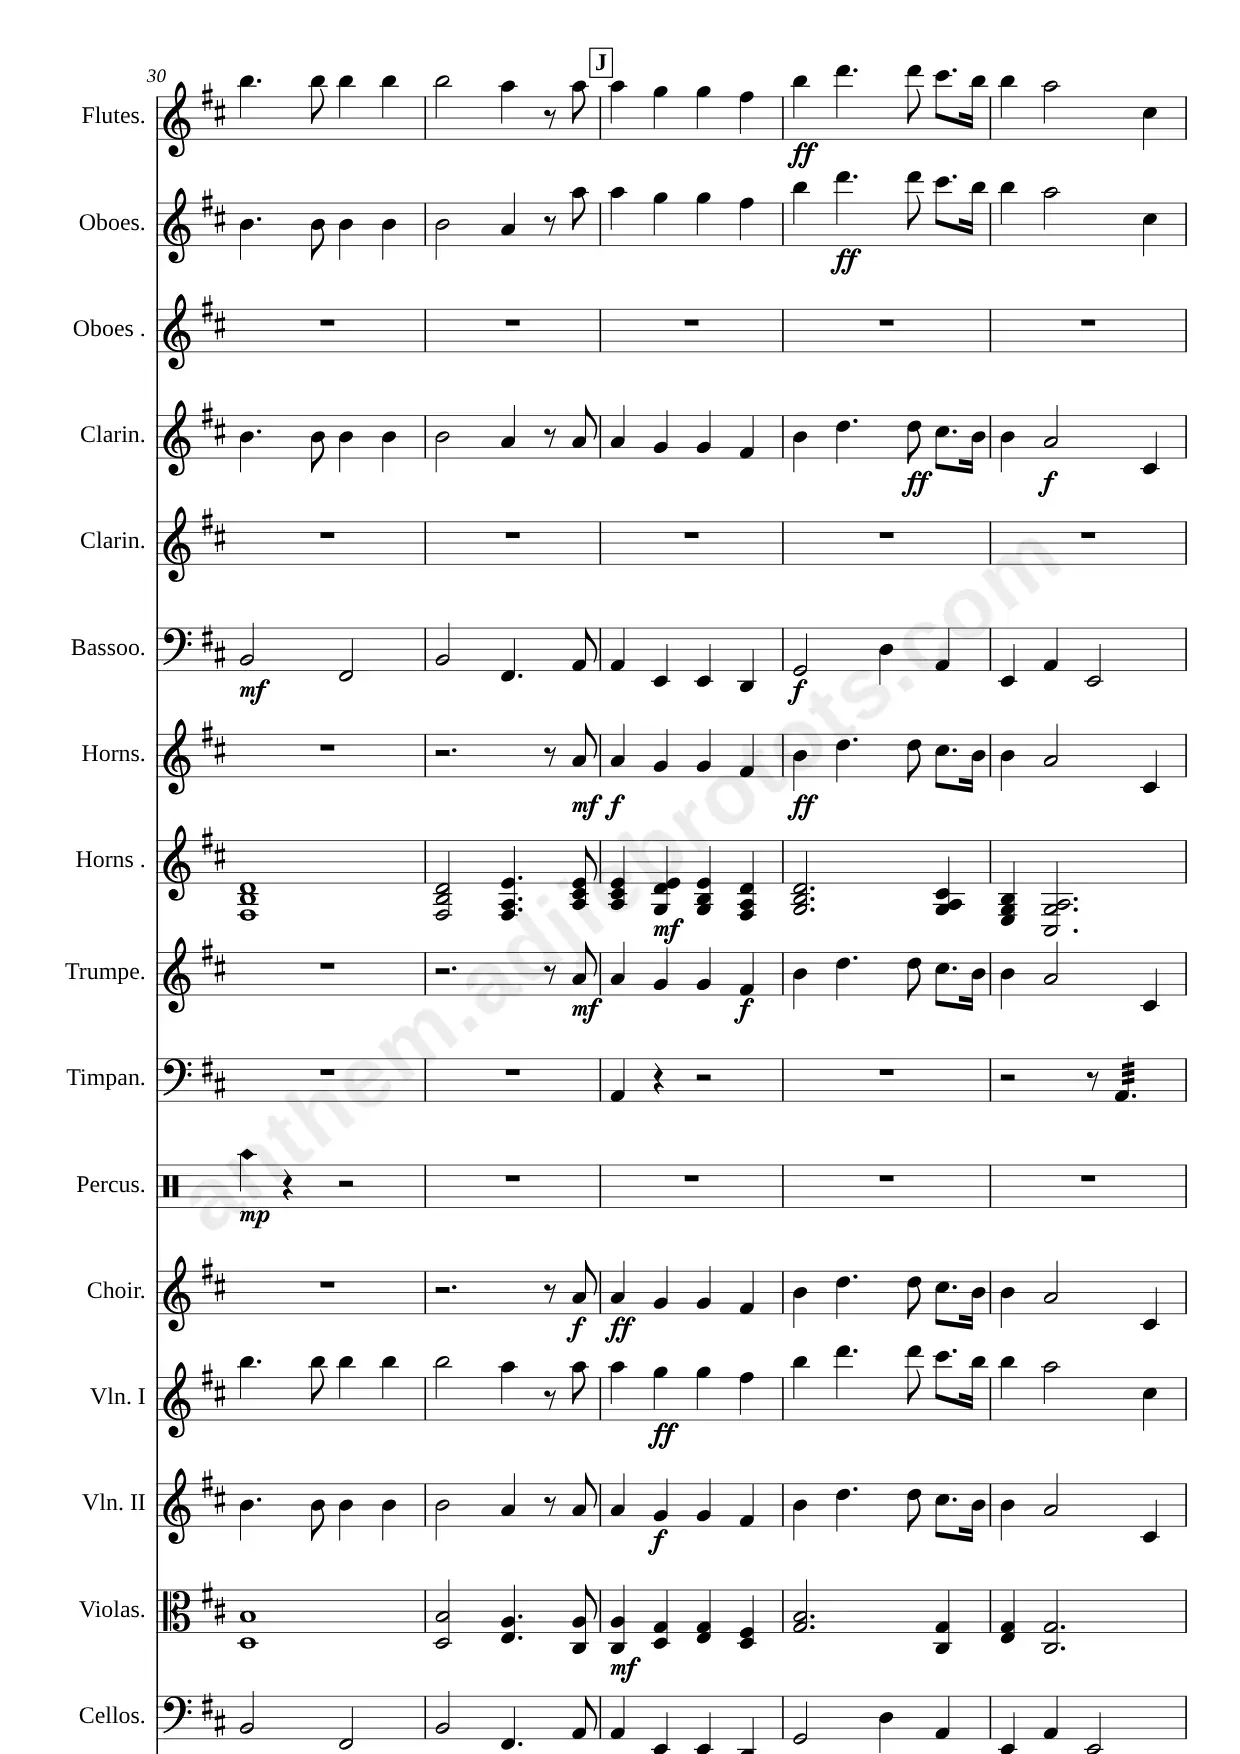 J
30
Flutes.
ff
Oboes.
ff
Oboes .
Clarin.
ff f
Clarin.
Bassoo.
mf f
Horns.
mf f ff
Horns .
mf
Trumpe.
mf f
Timpan.
Percus.
mp
Choir.
f ff
Vln. I
ff
Vln. II
f
Violas.
mf
Cellos.
anthem.adjiebrotots.com